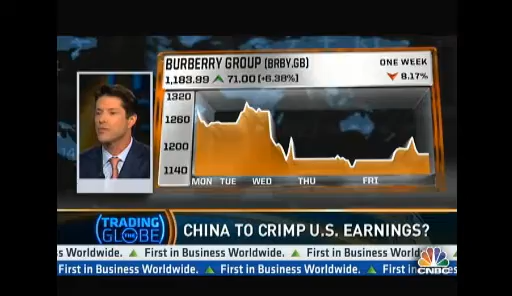 BURBERRY GROUP (BRBY.GB)
ONE WEEK
1,183.99 71.00 [+6.38%]
8.17%
1320
1260
1200
1140
MON TUE WED THU FRI
TRADING
THE
GLOBE
CHINA TO CRIMP U.S. EARNINGS?
s Worldwide. First in Business Worldwide. First in Business Worldwide.
First in Business Worldwide. First in Business Worldwide. First in
CNBC